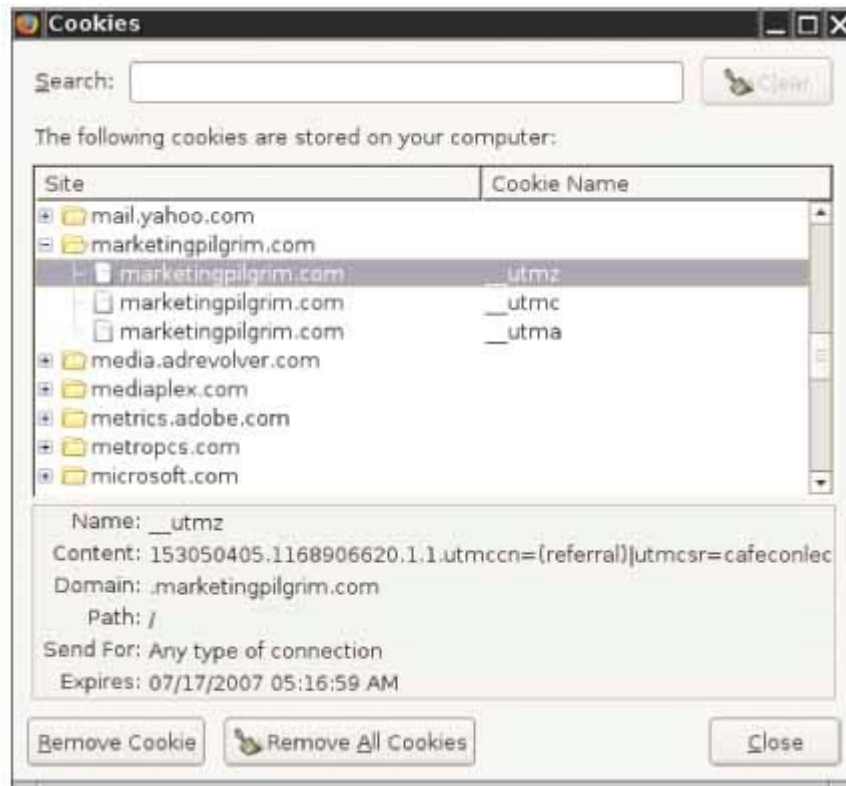 Cookies
Search:
Clear
The following cookies are stored on your computer:
Site Cookie Name
mail.yahoo.com
marketingpilgrim.com
marketingpilgrim.com __utmz
marketingpilgrim.com __utmc
marketingpilgrim.com __utma
media.adrevolver.com
mediaplex.com
metrics.adobe.com
metropcs.com
microsoft.com
Name: __utmz
Content: 153050405.1168906620.1.1.utmccn=(referral)|utmcsr=cafeconlec
Domain: .marketingpilgrim.com
Path: /
Send For: Any type of connection
Expires: 07/17/2007 05:16:59 AM
Remove Cookie Remove All Cookies Close